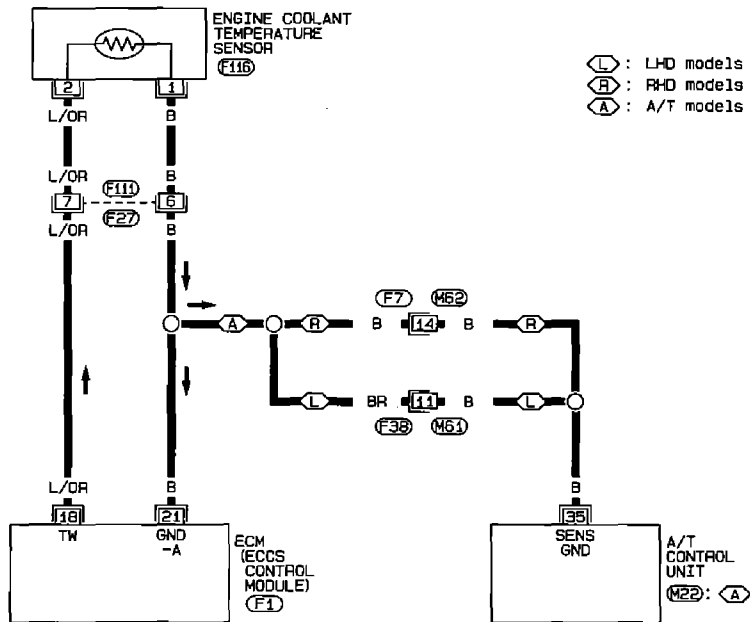 ENGINE COOLANT
TEMPERATURE
SENSOR
F116
L : LHD models
R : RHD models
A : A/T models
2 1
L/OR B
L/OR B
7 F111 6
F27
L/OR B
F7 M62
A R B 14 B R
L BR 11 B L
F38 M61
L/OR B B
18 21 35
TW GND
-A
SENS
GND
ECM
(ECCS
CONTROL
MODULE)
F1
A/T
CONTROL
UNIT
M22 : A